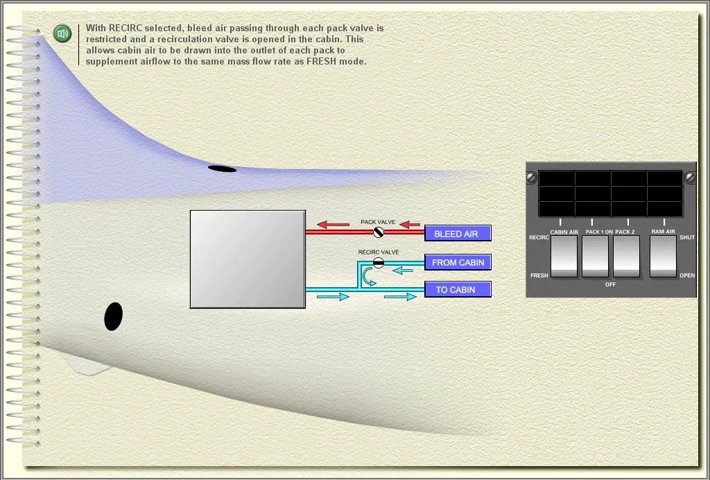 With RECIRC selected, bleed air passing through each pack valve is
restricted and a recirculation valve is opened in the cabin. This
allows cabin air to be drawn into the outlet of each pack to
supplement airflow to the same mass flow rate as FRESH mode.
PACK VALVE
BLEED AIR
RECIRC VALVE
FROM CABIN
TO CABIN
CABIN AIR PACK 1 ON PACK 2 RAM AIR
RECIRC SHUT
FRESH OPEN
OFF